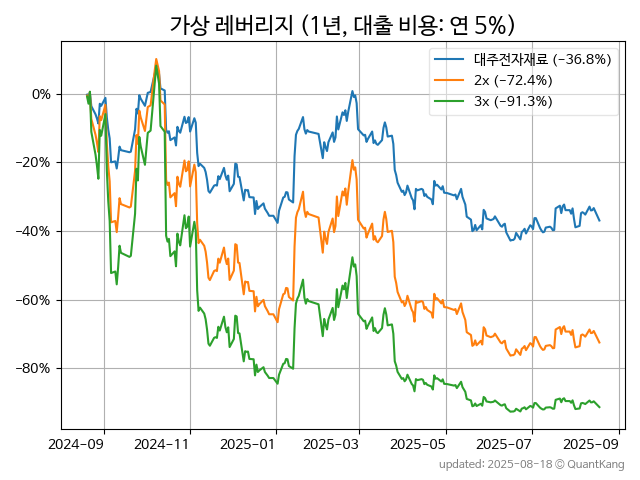 가상 레버리지 (1년, 대출 비용: 연 5%)
대주전자재료 (-36.8%)
2x (-72.4%)
3x (-91.3%)
0%
-20%
-40%
-60%
-80%
2024-09 2024-11 2025-01 2025-03 2025-05 2025-07 2025-09
updated: 2025-08-18 © QuantKang